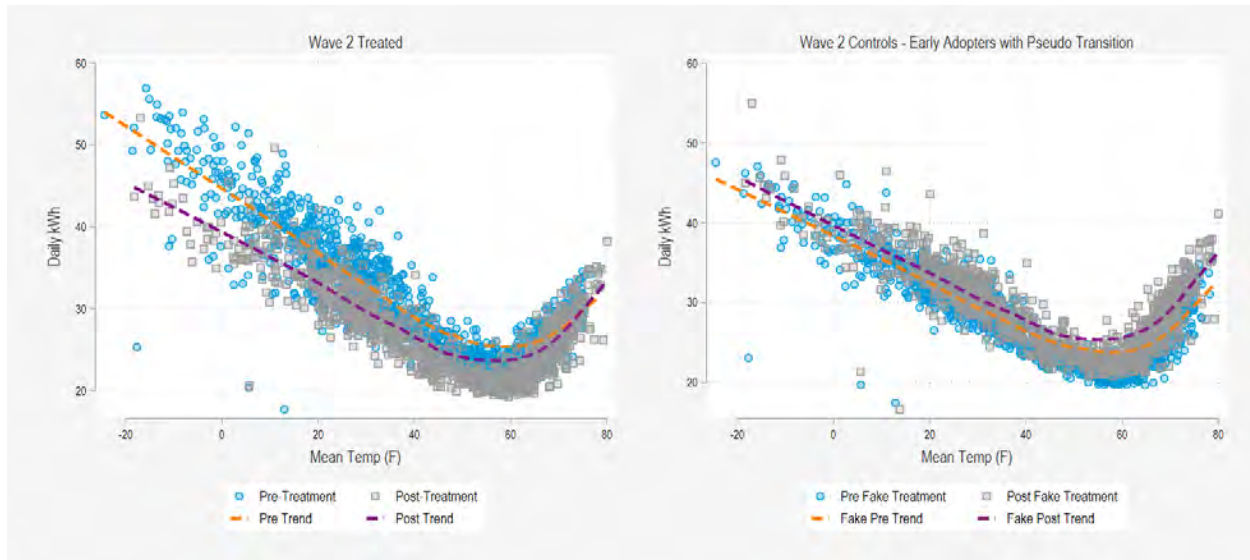 Wave 2 Treated
60
50
40
30
20
Daily kWh
-20 0 20 40 60 80
Mean Temp (F)
Pre-Treatment Post-Treatment
Pre Trend Post Trend
Wave 2 Controls - Early Adopters with Pseudo Transition
60
50
40
30
20
Daily kWh
-20 0 20 40 60 80
Mean Temp (F)
Pre Fake Treatment Post Fake Treatment
Fake Pre Trend Fake Post Trend